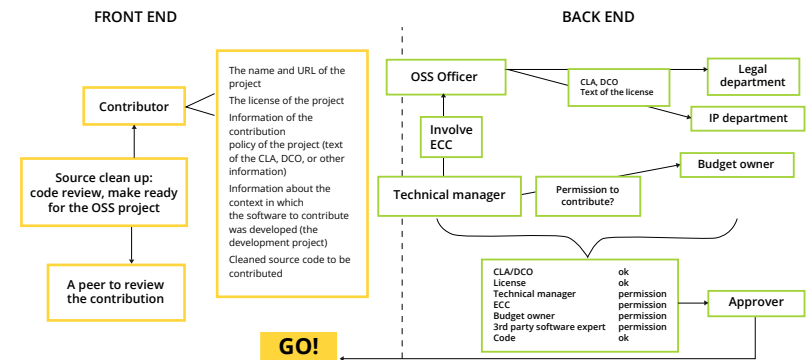 FRONT END
BACK END
Contributor
Source clean up:
code review, make ready
for the OSS project
A peer to review
the contribution
The name and URL of the
project
The license of the project
Information of the
contribution
policy of the project (text
of the CLA, DCO, or other
information)
Information about the
context in which
the software to contribute
was developed (the
development project)
Cleaned source code to be
contributed
GO!
OSS Officer
CLA, DCO
Text of the license
Legal
department
IP department
Involve
ECC
Technical manager
Permission to
contribute?
Budget owner
CLA/DCO ok
License ok
Technical manager permission
ECC permission
Budget owner permission
3rd party software expert permission
Code ok
Approver